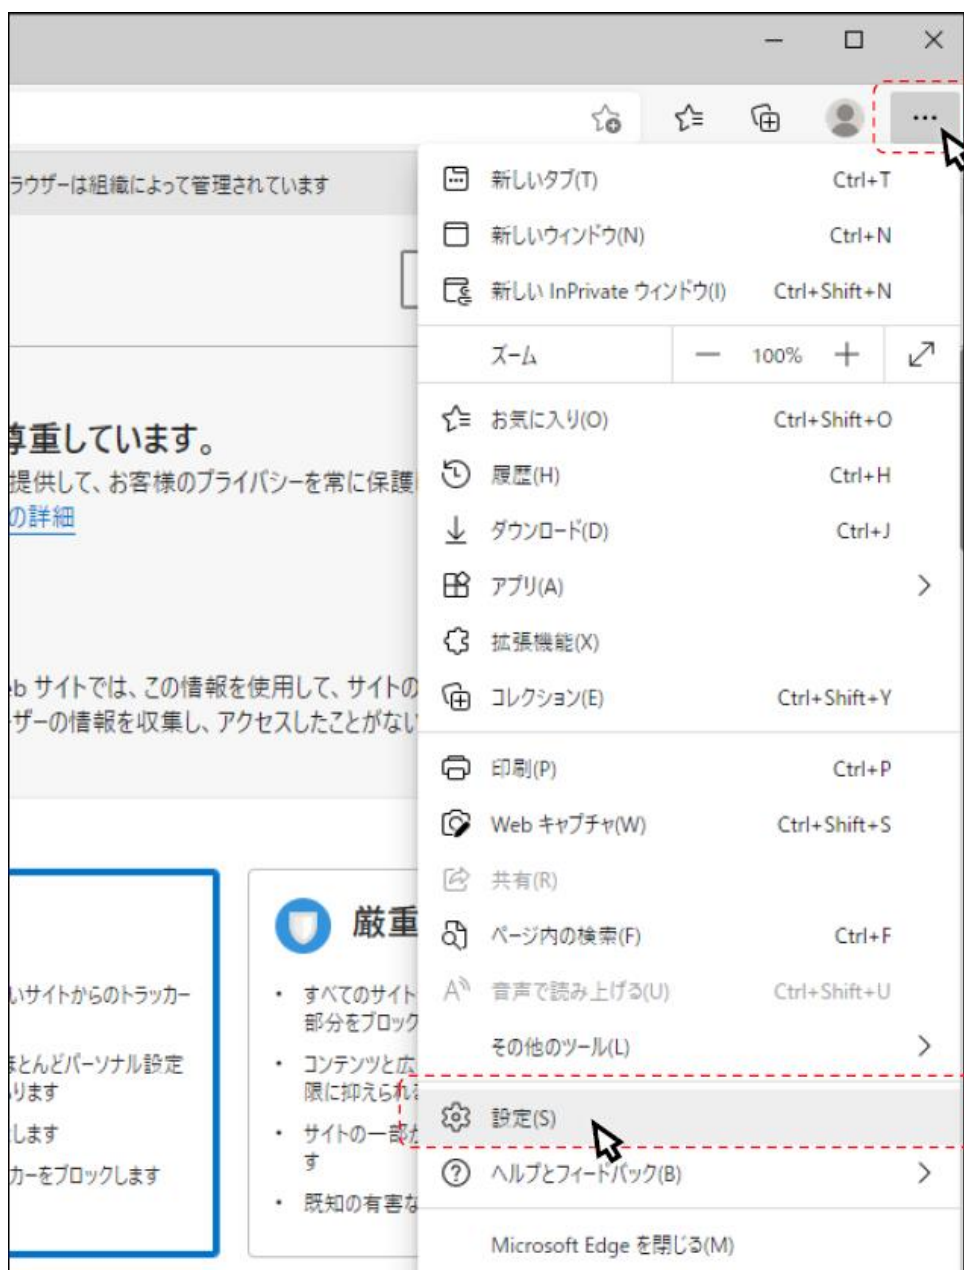 ラウザーは組織によって管理されています
尊重しています。
提供して、お客様のプライバシーを常に保護
の詳細
eb サイトでは、この情報を使用して、サイトの
ーザーの情報を収集し、アクセスしたことがない
いサイトからのトラッカー
ほとんどパーソナル設定
ります
します
カーをブロックします
厳重
• すべてのサイト
部分をブロック
• コンテンツと広
限に抑えられる
• サイトの一部が
す
• 既知の有害な
新しいタブ(T) Ctrl+T
新しいウィンドウ(N) Ctrl+N
新しい InPrivate ウィンドウ(I) Ctrl+Shift+N
ズーム — 100% +
お気に入り(O) Ctrl+Shift+O
履歴(H) Ctrl+H
ダウンロード(D) Ctrl+J
アプリ(A)
拡張機能(X)
コレクション(E) Ctrl+Shift+Y
印刷(P) Ctrl+P
Web キャプチャ(W) Ctrl+Shift+S
共有(R)
ページ内の検索(F) Ctrl+F
音声で読み上げる(U) Ctrl+Shift+U
その他のツール(L)
設定(S)
ヘルプとフィードバック(B)
Microsoft Edge を閉じる(M)